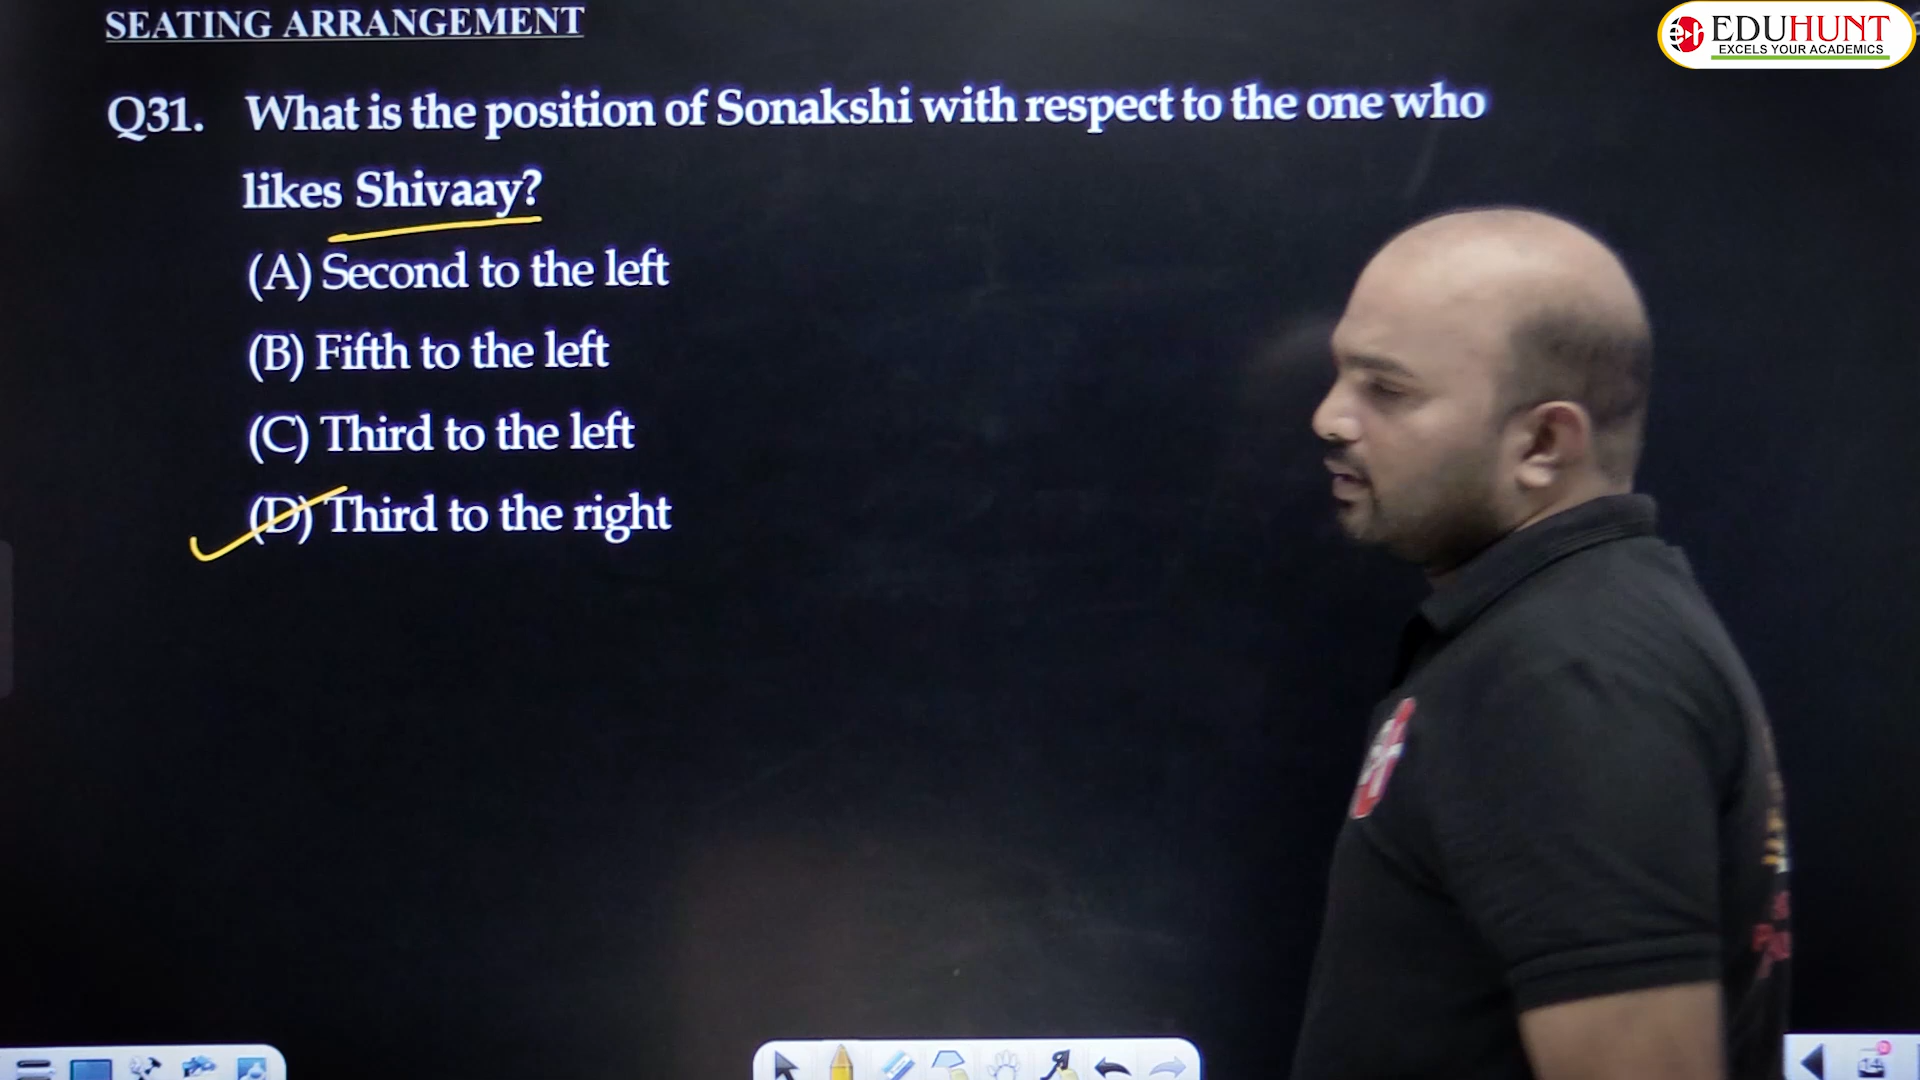 SEATING ARRANGEMENT
EDUHUNT
EXCELS YOUR ACADEMICS
Q31. What is the position of Sonakshi with respect to the one who
likes Shivaay?
(A) Second to the left
(B) Fifth to the left
(C) Third to the left
(D) Third to the right